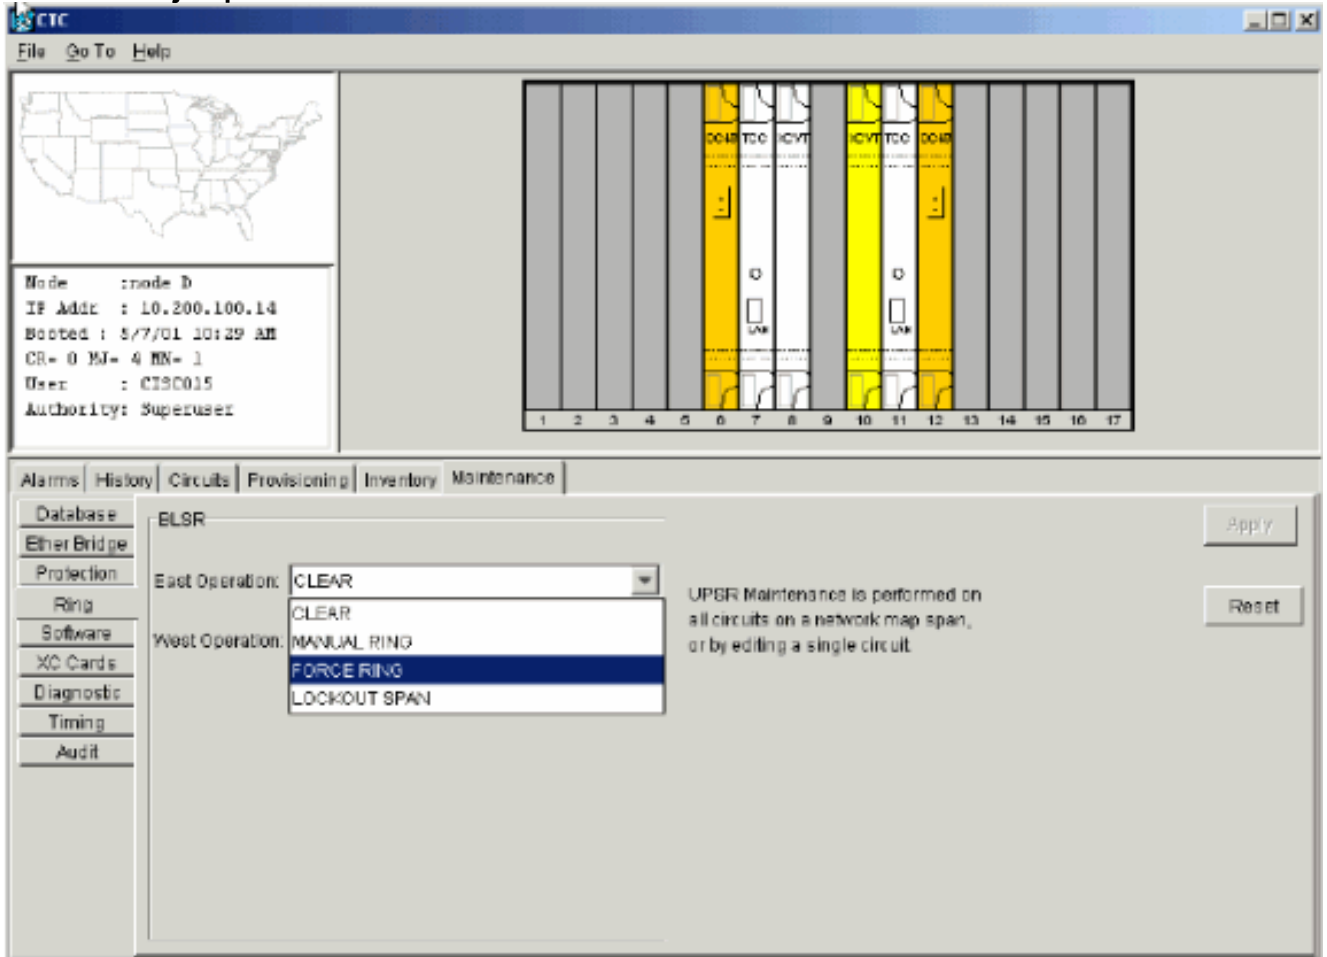 CTC
File Go To Help
OC48 TCC XCVT XCVT TCC OC48
LAN LAN
1 2 3 4 5 6 7 8 9 10 11 12 13 14 15 16 17
Node :node D
IP Addr : 10.200.100.14
Booted : 5/7/01 10:29 AM
CR- 0 MJ- 4 MN- 1
User : CISCO15
Authority: Superuser
Alarms History Circuits Provisioning Inventory Maintenance
Database
Ether Bridge
Protection
Ring
Software
XC Cards
Diagnostic
Timing
Audit
BLSR
East Operation: CLEAR
CLEAR
West Operation: MANUAL RING
FORCE RING
LOCKOUT SPAN
UPSR Maintenance is performed on
all circuits on a network map span,
or by editing a single circuit.
Apply
Reset